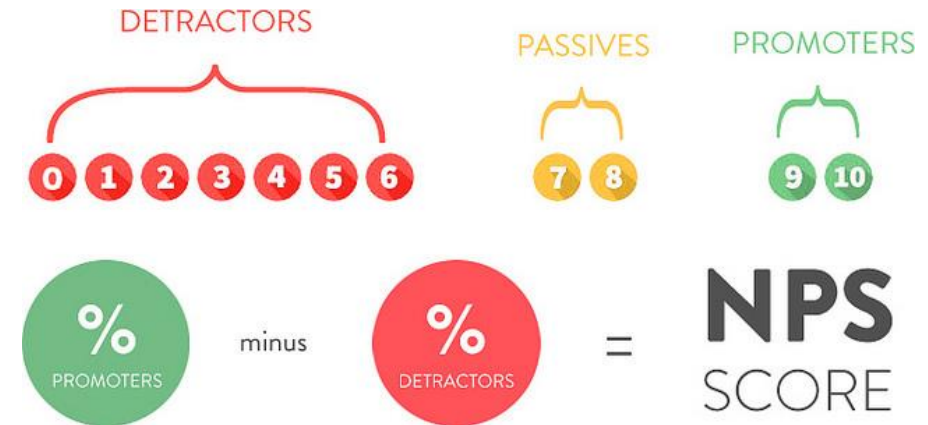 DETRACTORS
PASSIVES
PROMOTERS
0 1 2 3 4 5 6
7 8
9 10
%
PROMOTERS
minus
%
DETRACTORS
=
NPS
SCORE